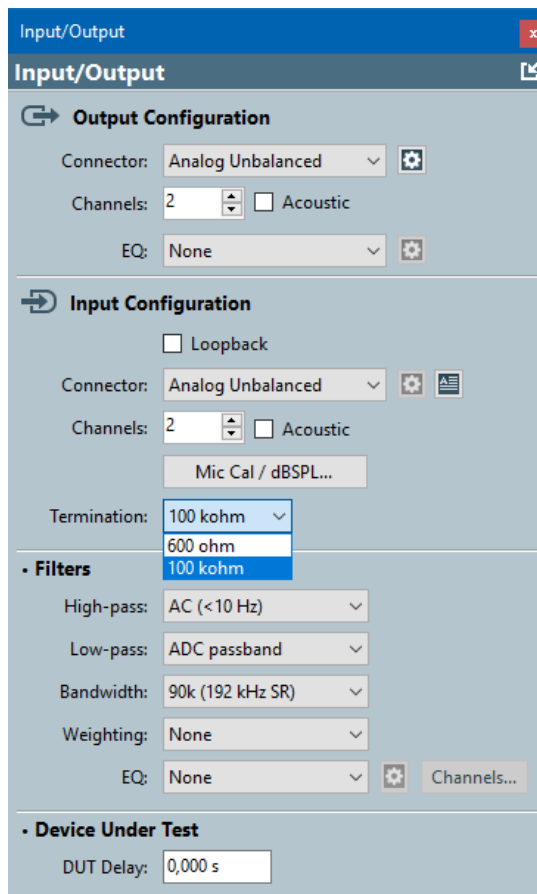 Input/Output
x
Input/Output
Output Configuration
Connector: Analog Unbalanced
Channels: 2 Acoustic
EQ: None
Input Configuration
Loopback
Connector: Analog Unbalanced
Channels: 2 Acoustic
Mic Cal / dBSPL...
Termination: 100 kohm
600 ohm
100 kohm
• Filters
High-pass: AC (<10 Hz)
Low-pass: ADC passband
Bandwidth: 90k (192 kHz SR)
Weighting: None
EQ: None Channels...
• Device Under Test
DUT Delay: 0,000 s